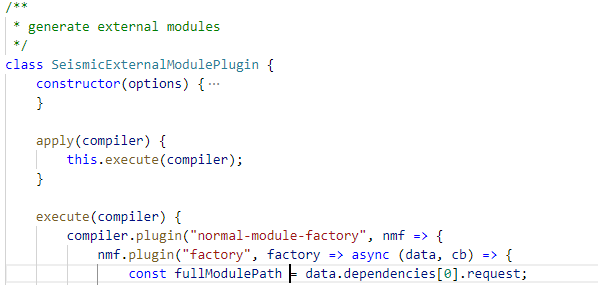 /**
 * generate external modules
 */
class SeismicExternalModulePlugin {
    constructor(options) {···
    }

    apply(compiler) {
        this.execute(compiler);
    }

    execute(compiler) {
        compiler.plugin("normal-module-factory", nmf => {
            nmf.plugin("factory", factory => async (data, cb) => {
                const fullModulePath = data.dependencies[0].request;